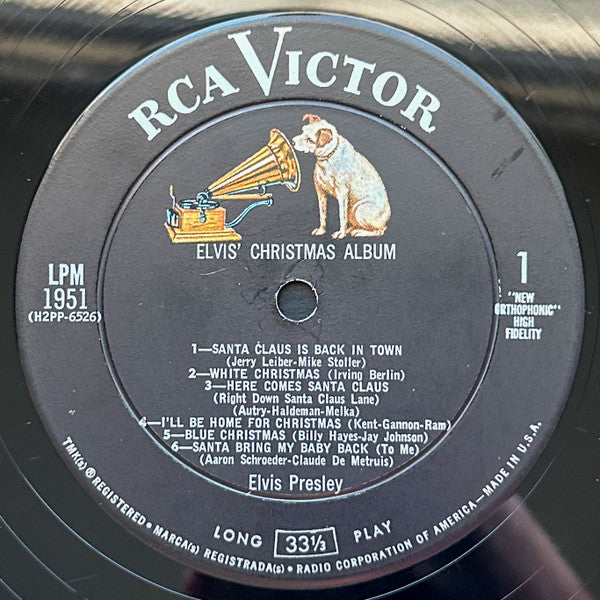 RCA VICTOR
ELVIS' CHRISTMAS ALBUM
LPM
1951
(H2PP-6526)
1
"NEW
ORTHOPHONIC"
HIGH
FIDELITY
1—SANTA CLAUS IS BACK IN TOWN
(Jerry Leiber-Mike Stoller)
2—WHITE CHRISTMAS (Irving Berlin)
3—HERE COMES SANTA CLAUS
(Right Down Santa Claus Lane)
(Autry-Haldeman-Melka)
4—I'LL BE HOME FOR CHRISTMAS (Kent-Gannon-Ram)
5—BLUE CHRISTMAS (Billy Hayes-Jay Johnson)
6—SANTA BRING MY BABY BACK (To Me)
(Aaron Schroeder-Claude De Metruis)
Elvis Presley
LONG 33⅓ PLAY
TMK(s) ® REGISTERED • MARCA(s) REGISTRADA(s) • RADIO CORPORATION OF AMERICA—MADE IN U.S.A.